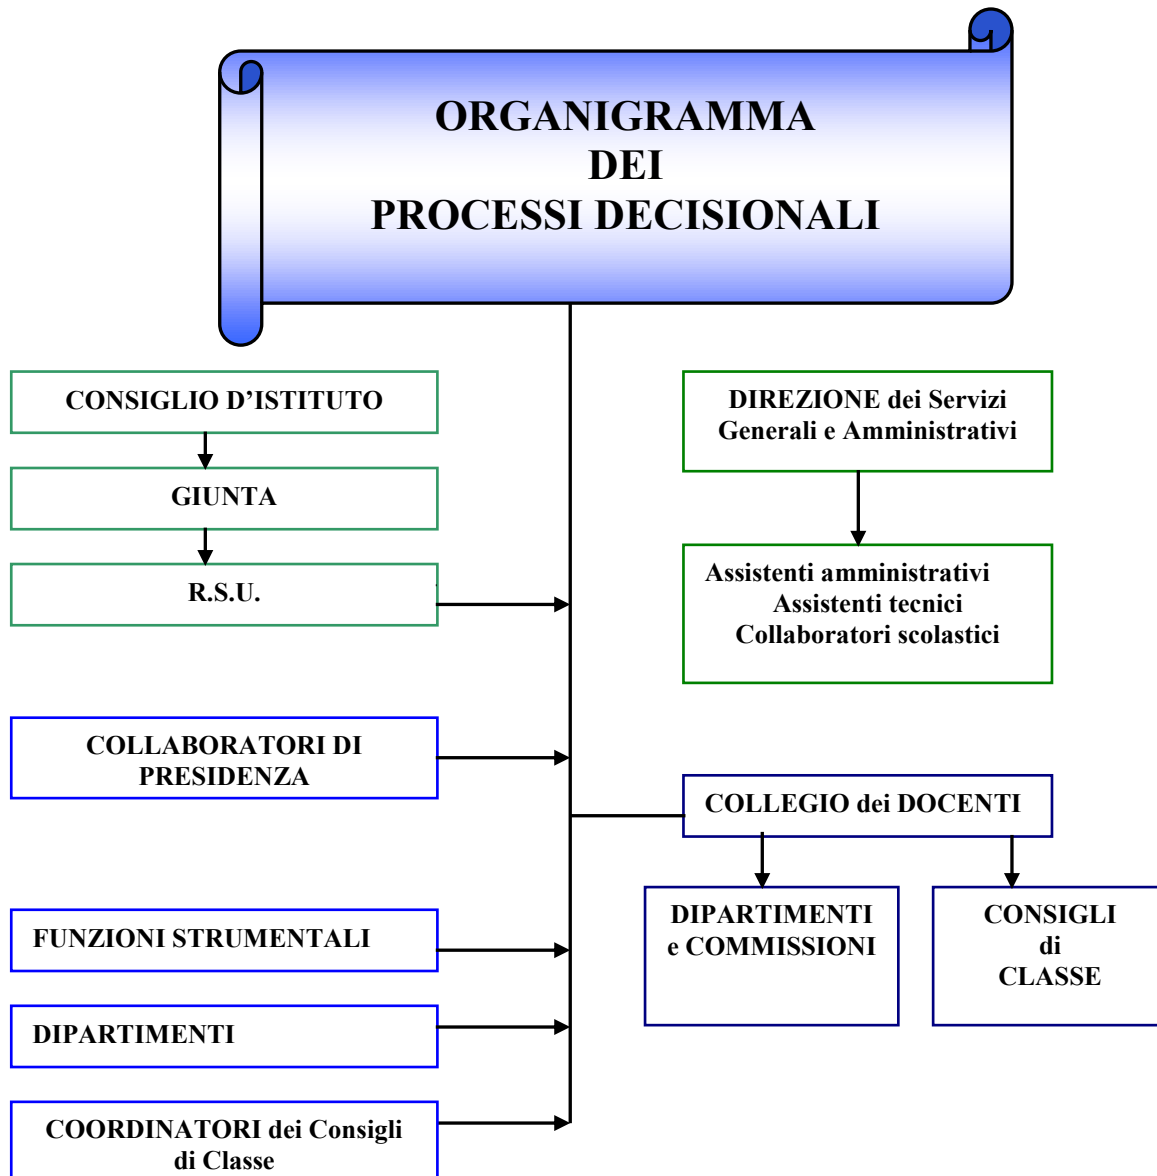 ORGANIGRAMMA
DEI
PROCESSI DECISIONALI
CONSIGLIO D'ISTITUTO
GIUNTA
R.S.U.
DIREZIONE dei Servizi
Generali e Amministrativi
Assistenti amministrativi
Assistenti tecnici
Collaboratori scolastici
COLLABORATORI DI
PRESIDENZA
COLLEGIO dei DOCENTI
DIPARTIMENTI
e COMMISSIONI
CONSIGLI
di
CLASSE
FUNZIONI STRUMENTALI
DIPARTIMENTI
COORDINATORI dei Consigli
di Classe